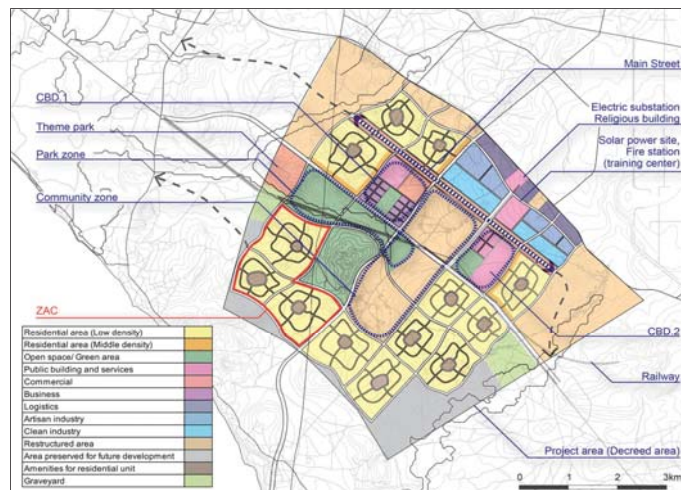 Main Street
CBD.1
Electric substation
Religious building
Theme park
Solar power site,
Fire station
(training center)
Park zone
Community zone
ZAC
CBD.2
Railway
Project area (Decreed area)
Residential area (Low density)
Residential area (Middle density)
Open space/ Green area
Public building and services
Commercial
Business
Logistics
Artisan industry
Clean industry
Restructured area
Area preserved for future development
Amenities for residential unit
Graveyard
0 1 2 3km